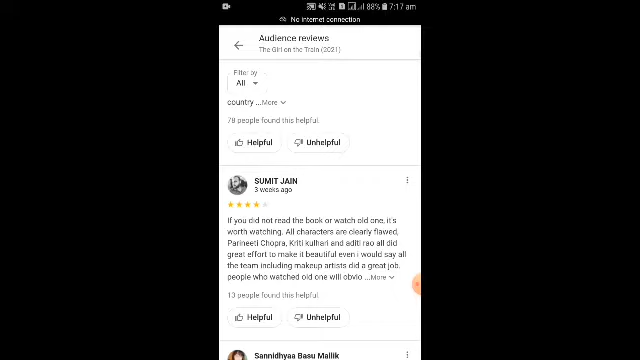 88% 7:17 am
No internet connection
Audience reviews
The Girl on the Train (2021)
Filter by
All
country ...More
78 people found this helpful.
Helpful Unhelpful
SUMIT JAIN
3 weeks ago
If you did not read the book or watch old one, it's
worth watching. All characters are clearly flawed,
Parineeti Chopra, Kriti kulhari and aditi rao all did
great effort to make it beautiful even i would say all
the team including makeup artists did a great job.
people who watched old one will obvio ...More
13 people found this helpful.
Helpful Unhelpful
Sannidhyaa Basu Mallik